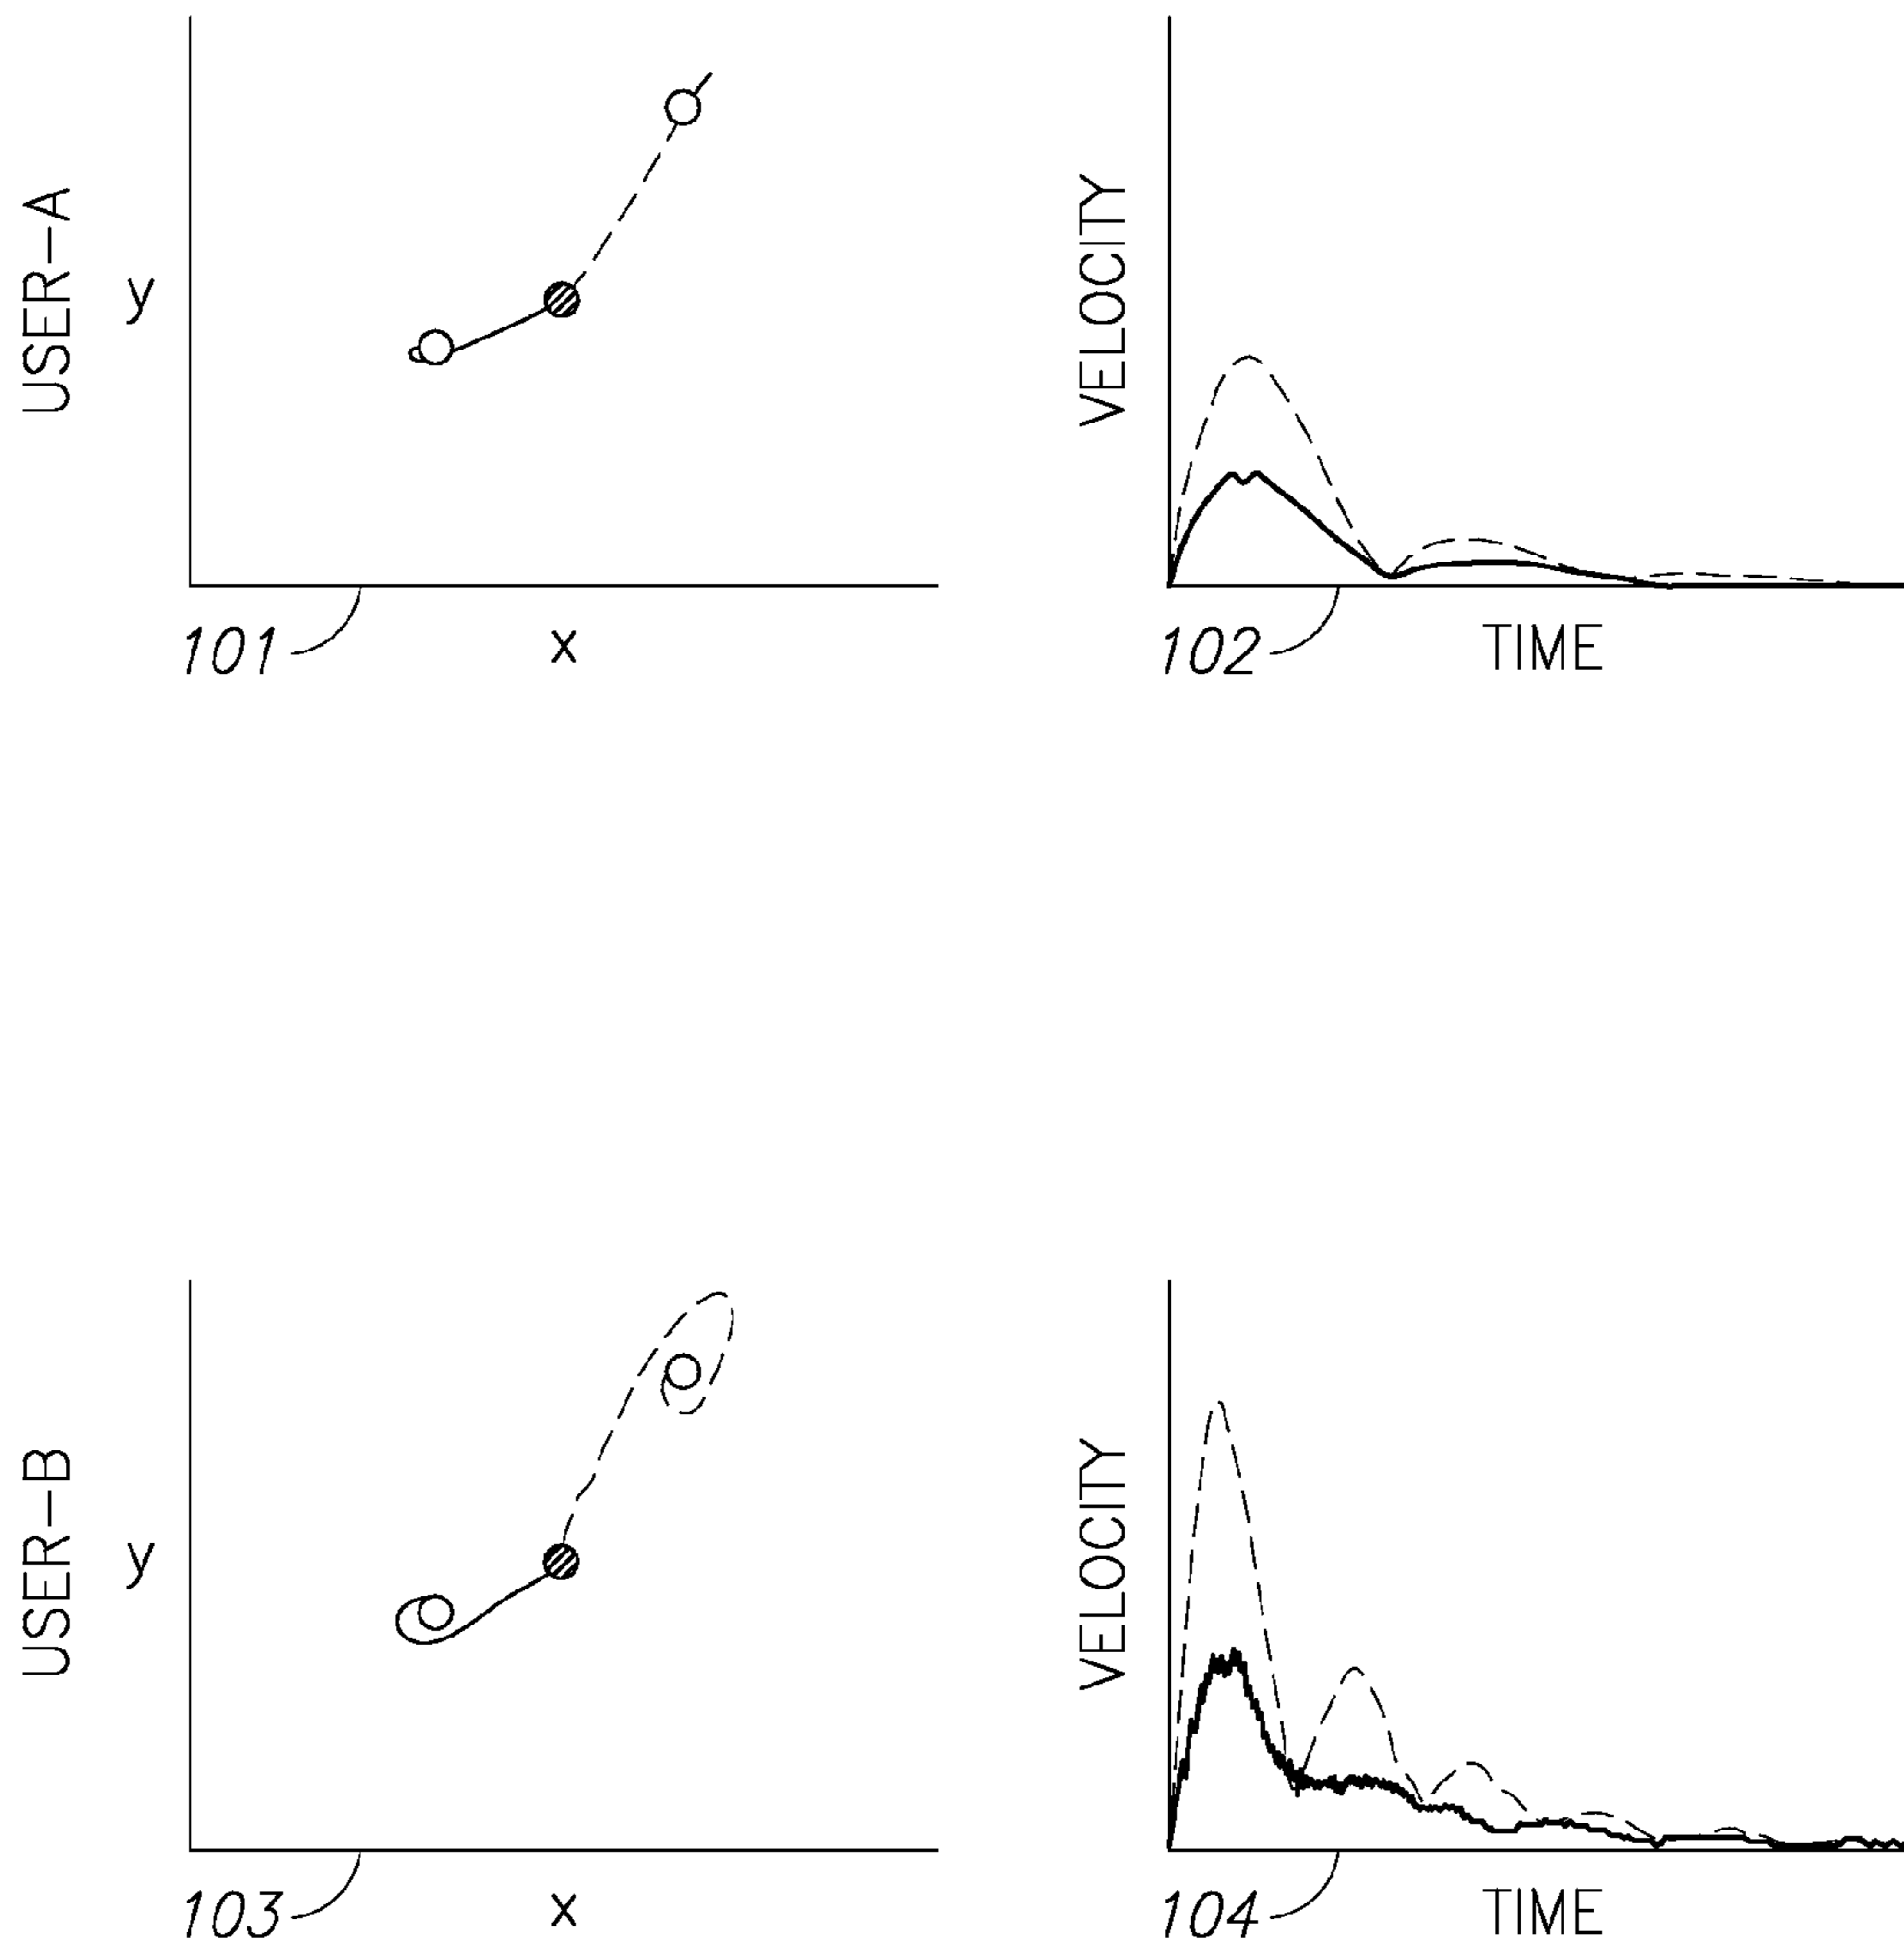 USER-A
y
101
x
VELOCITY
102
TIME
USER-B
y
103
x
VELOCITY
104
TIME